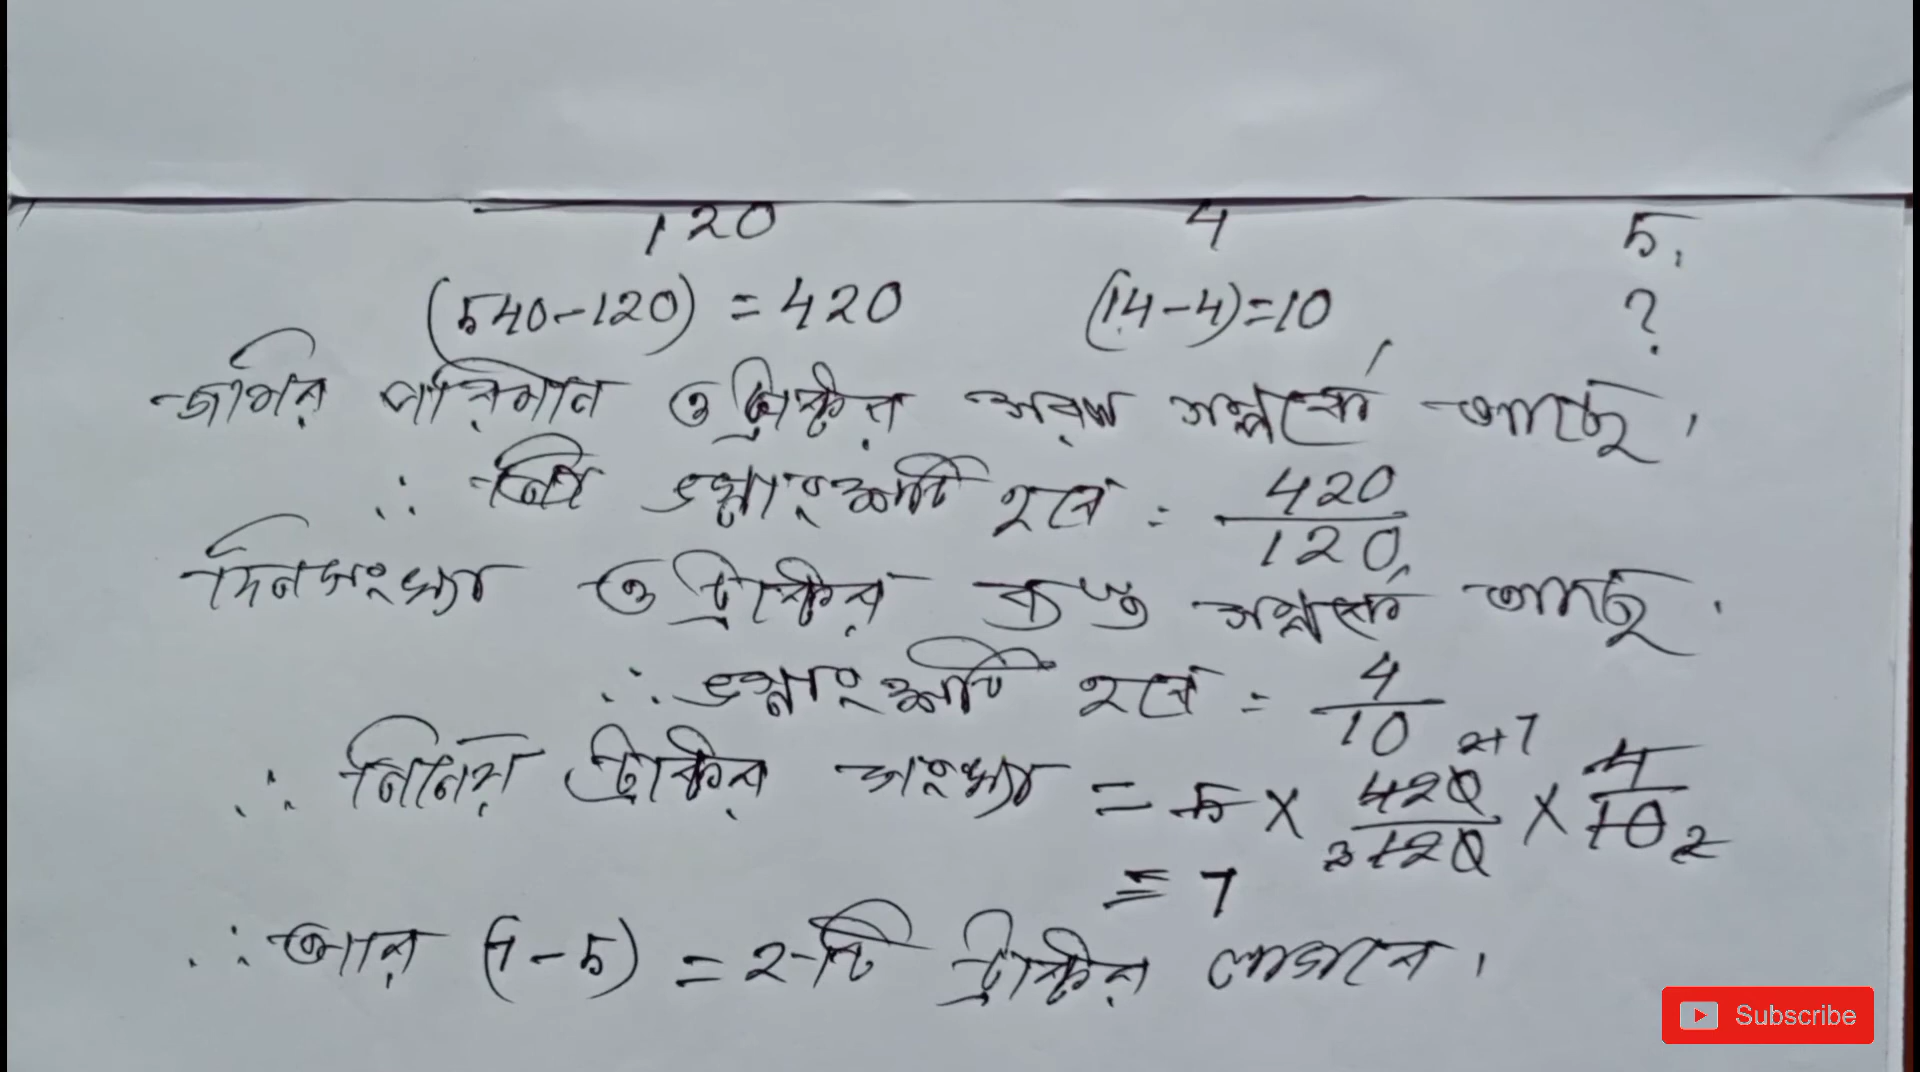 120 4 5.
(540-120) = 420 (14-4)=10 ?
জমির পরিমান ও ট্রাক্টর সরল সম্পর্কে আছে।
∴ ভগ্নাংশটি হবে = 420/120
দিনসংখ্যা ও ট্রাক্টর ব্যস্ত সম্পর্কে আছে।
∴ ভগ্নাংশটি হবে = 4/10
∴ নির্নেয় ট্রাক্টর সংখ্যা = 5 × 420/120 × 4/10
= 7
∴ আর (7-5) = 2-টি ট্রাক্টর লাগবে।
Subscribe